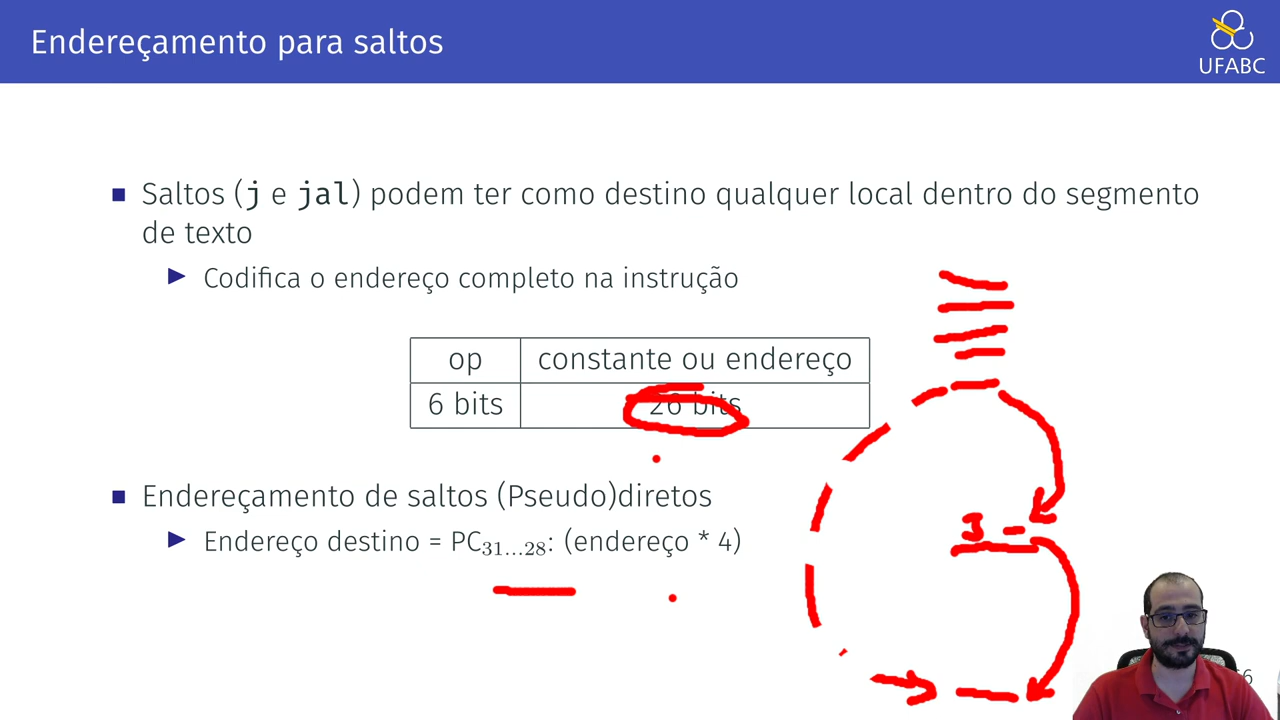 Endereçamento para saltos
UFABC
Saltos (j e jal) podem ter como destino qualquer local dentro do segmento
de texto
Codifica o endereço completo na instrução
op constante ou endereço
6 bits 26 bits
J
Endereçamento de saltos (Pseudo)diretos
Endereço destino = PC31...28: (endereço * 4)